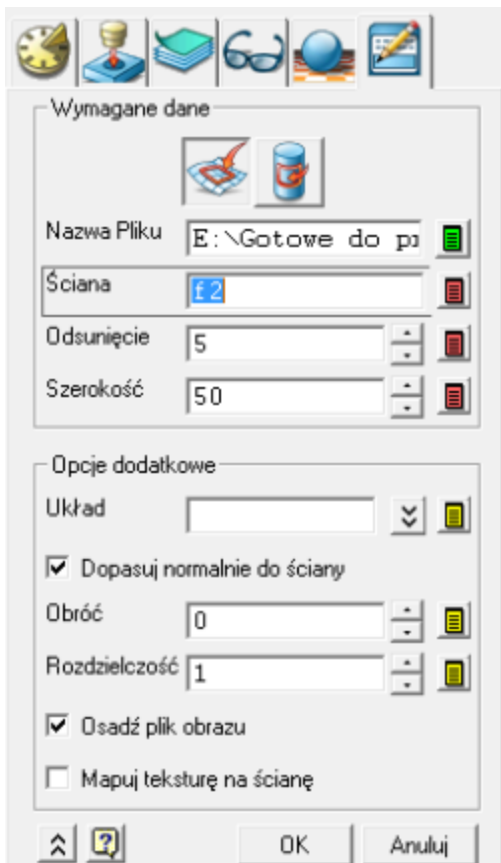 Wymagane dane
Nazwa Pliku E:\Gotowe do
Ściana f2
Odsunięcie 5
Szerokość 50
Opcje dodatkowe
Układ
Dopasuj normalnie do ściany
Obróć 0
Rozdzielczość 1
Osadź plik obrazu
Mapuj teksturę na ścianę
OK Anuluj